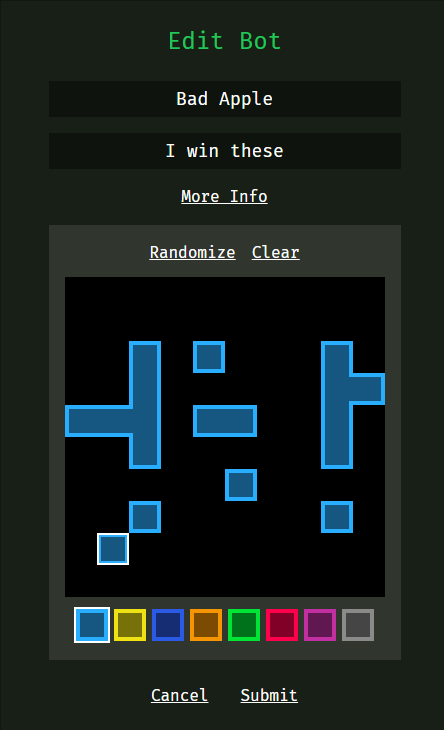 Edit Bot
Bad Apple
I win these
More Info
Randomize Clear
Cancel Submit